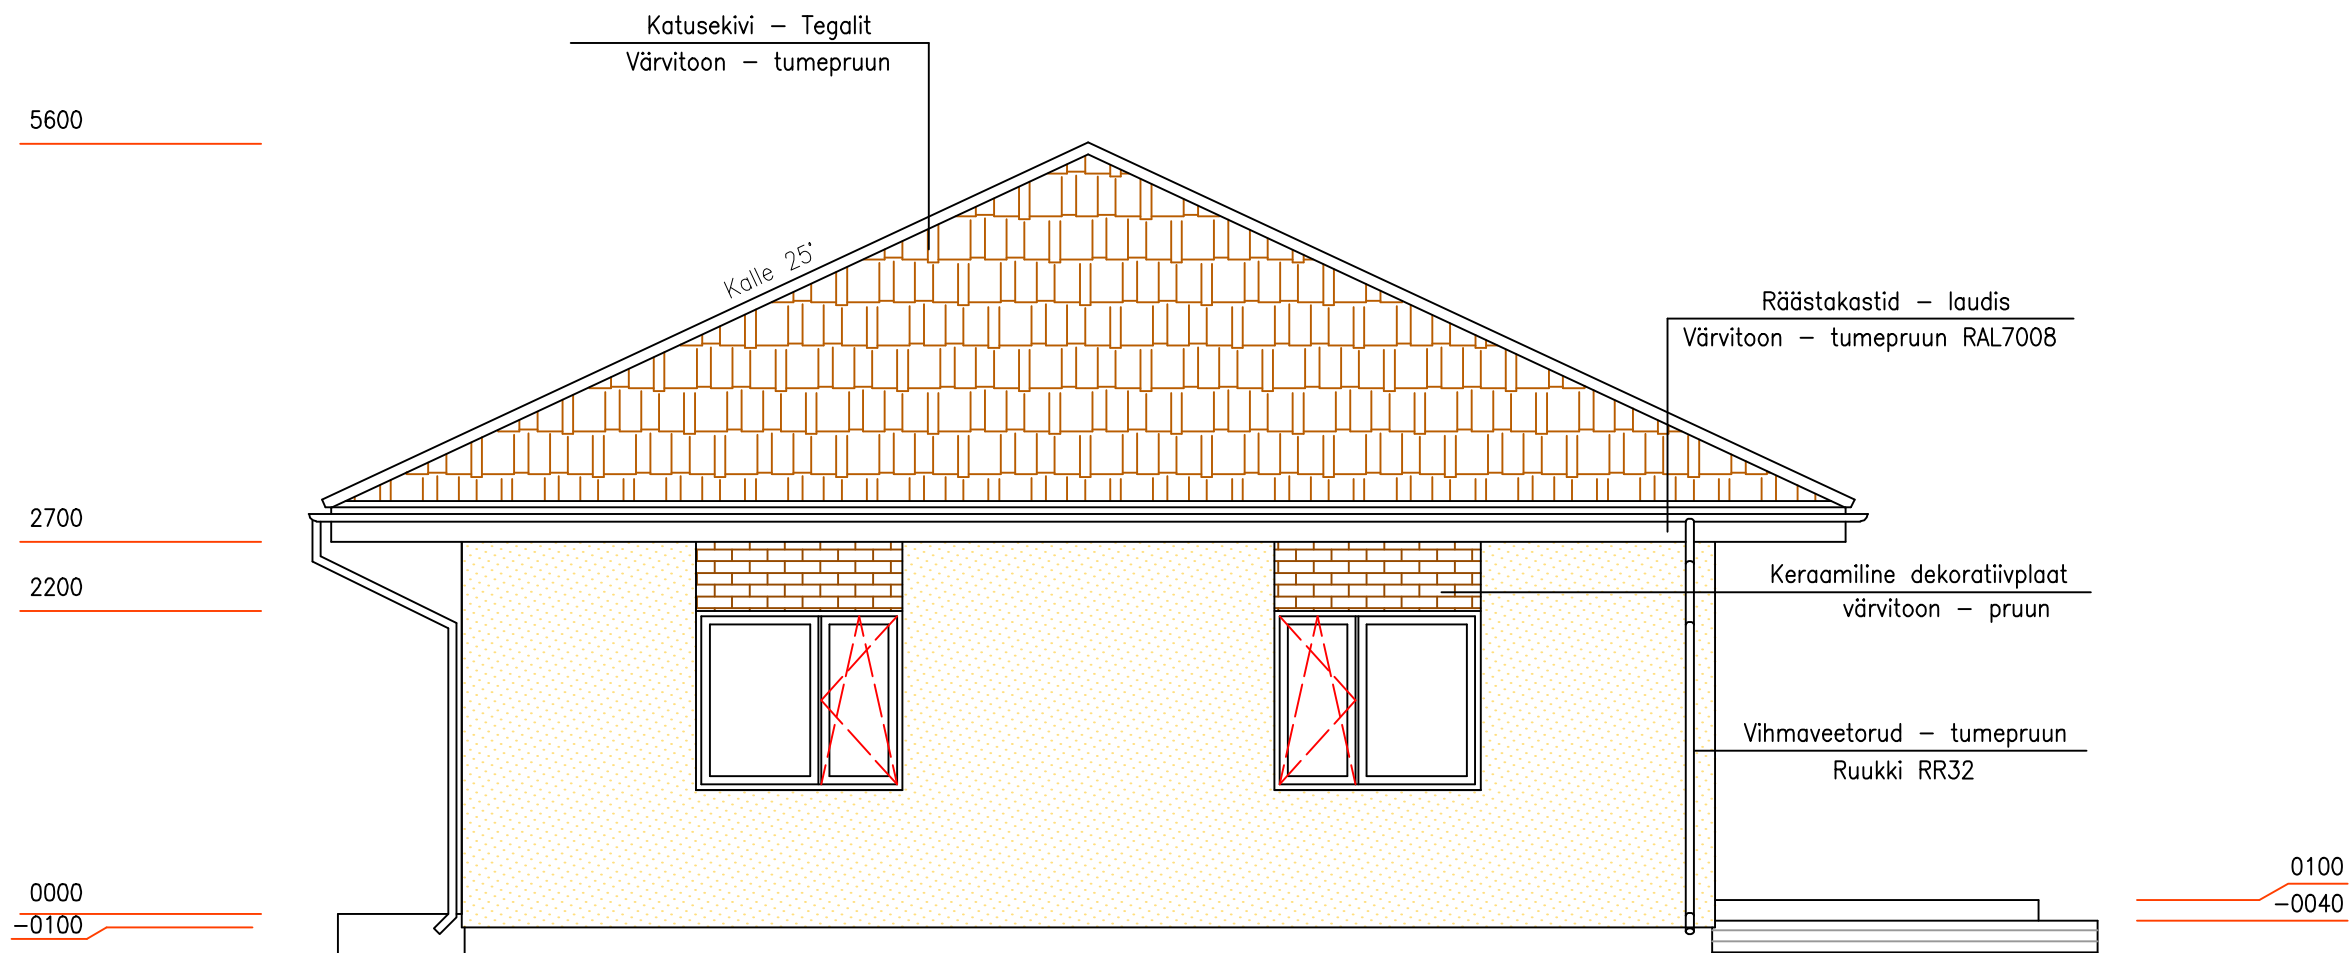 Katusekivi – Tegalit
Värvitoon – tumepruun
5600
Kalle 25°
Räästakastid – laudis
Värvitoon – tumepruun RAL7008
2700
2200
Keraamiline dekoratiivplaat
värvitoon – pruun
Vihmaveetorud – tumepruun
Ruukki RR32
0000
-0100
0100
-0040